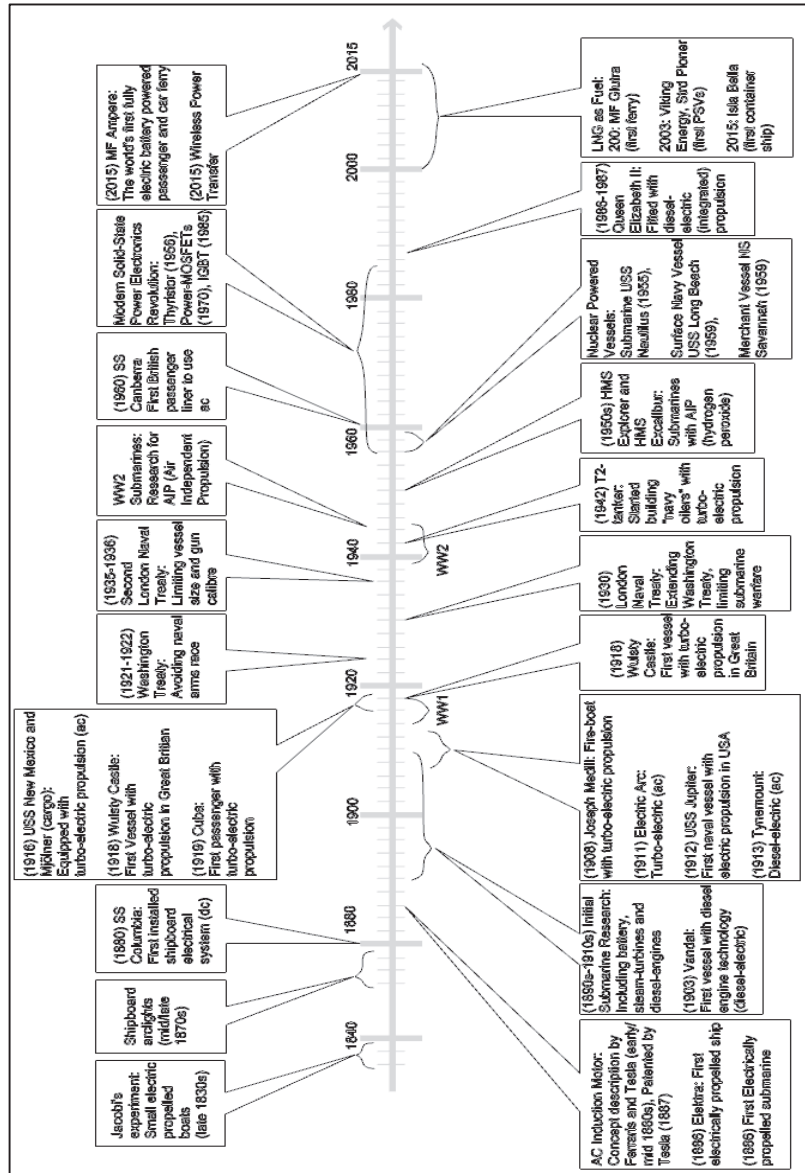 Jacobi's
experiment:
Small electric
propelled
boats
(late 1830s)
Shipboard
arclights
(mid/late
1870s)
(1880) SS
Columbia:
First installed
shipboard
electrical
system (dc)
(1916) USS New Mexico and
Mjölner (cargo):
Equipped with
turbo-electric propulsion (ac)
(1918) Wulsty Castle:
First Vessel with
turbo-electric
propulsion in Great Britian
(1919) Cuba:
First passenger with
turbo-electric
propulsion
(1921-1922)
Washington
Treaty:
Avoiding naval
arms race
(1935-1936)
Second
London Naval
Treaty:
Limiting vessel
size and gun
calibre
WW2
Submarines:
Research for
AIP (Air
Independent
Propulsion)
(1960) SS
Canberra:
First British
passenger
liner to use
ac
Modern Solid-State
Power Electronics
Revolution:
Thyristor (1956),
Power-MOSFETs
(1970), IGBT (1985)
(2015) MF Ampere:
The world's first fully
electric battery powered
passenger and car ferry
(2015) Wireless Power
Transfer
1840
1880
1900
1920
1940
1960
1980
2000
2015
WW1
WW2
AC Induction Motor:
Concept description by
Ferraris and Tesla (early/
mid 1880s), Patented by
Tesla (1887)
(1886) Elektra: First
electrically propelled ship
(1886) First Electrically
propelled submarine
(1890s-1910s) Initial
Submarine Research:
Including battery,
steam-turbines and
diesel-engines
(1903) Vandal:
First vessel with diesel
engine technology
(diesel-electric)
(1908) Joseph Medill: Fire-boat
with turbo-electric propulsion
(1911) Electric Arc:
Turbo-electric (ac)
(1912) USS Jupiter:
First naval vessel with
electric propulsion in USA
(1913) Tynemount:
Diesel-electric (ac)
(1918)
Wulsty
Castle:
First vessel
with turbo-
electric
propulsion
in Great
Britain
(1930)
London
Naval
Treaty:
Extending
Washington
Treaty,
limiting
submarine
warfare
(1942) T2-
tanker:
Started
building
"navy
oilers" with
turbo-
electric
propulsion
(1950s) HMS
Explorer and
HMS
Excalibur:
Submarines
with AIP
(hydrogen
peroxide)
Nuclear Powered
Vessels:
Submarine USS
Nautilus (1955),
Surface Navy Vessel
USS Long Beach
(1959),
Merchant Vessel NS
Savannah (1959)
(1986-1987)
Queen
Elizabeth II:
Fitted with
diesel-
electric
(integrated)
propulsion
LNG as Fuel:
200: MF Glutra
(first ferry)
2003: Viking
Energy, Stril Pioner
(first PSVs)
2015: Isla Bella
(first container
ship)